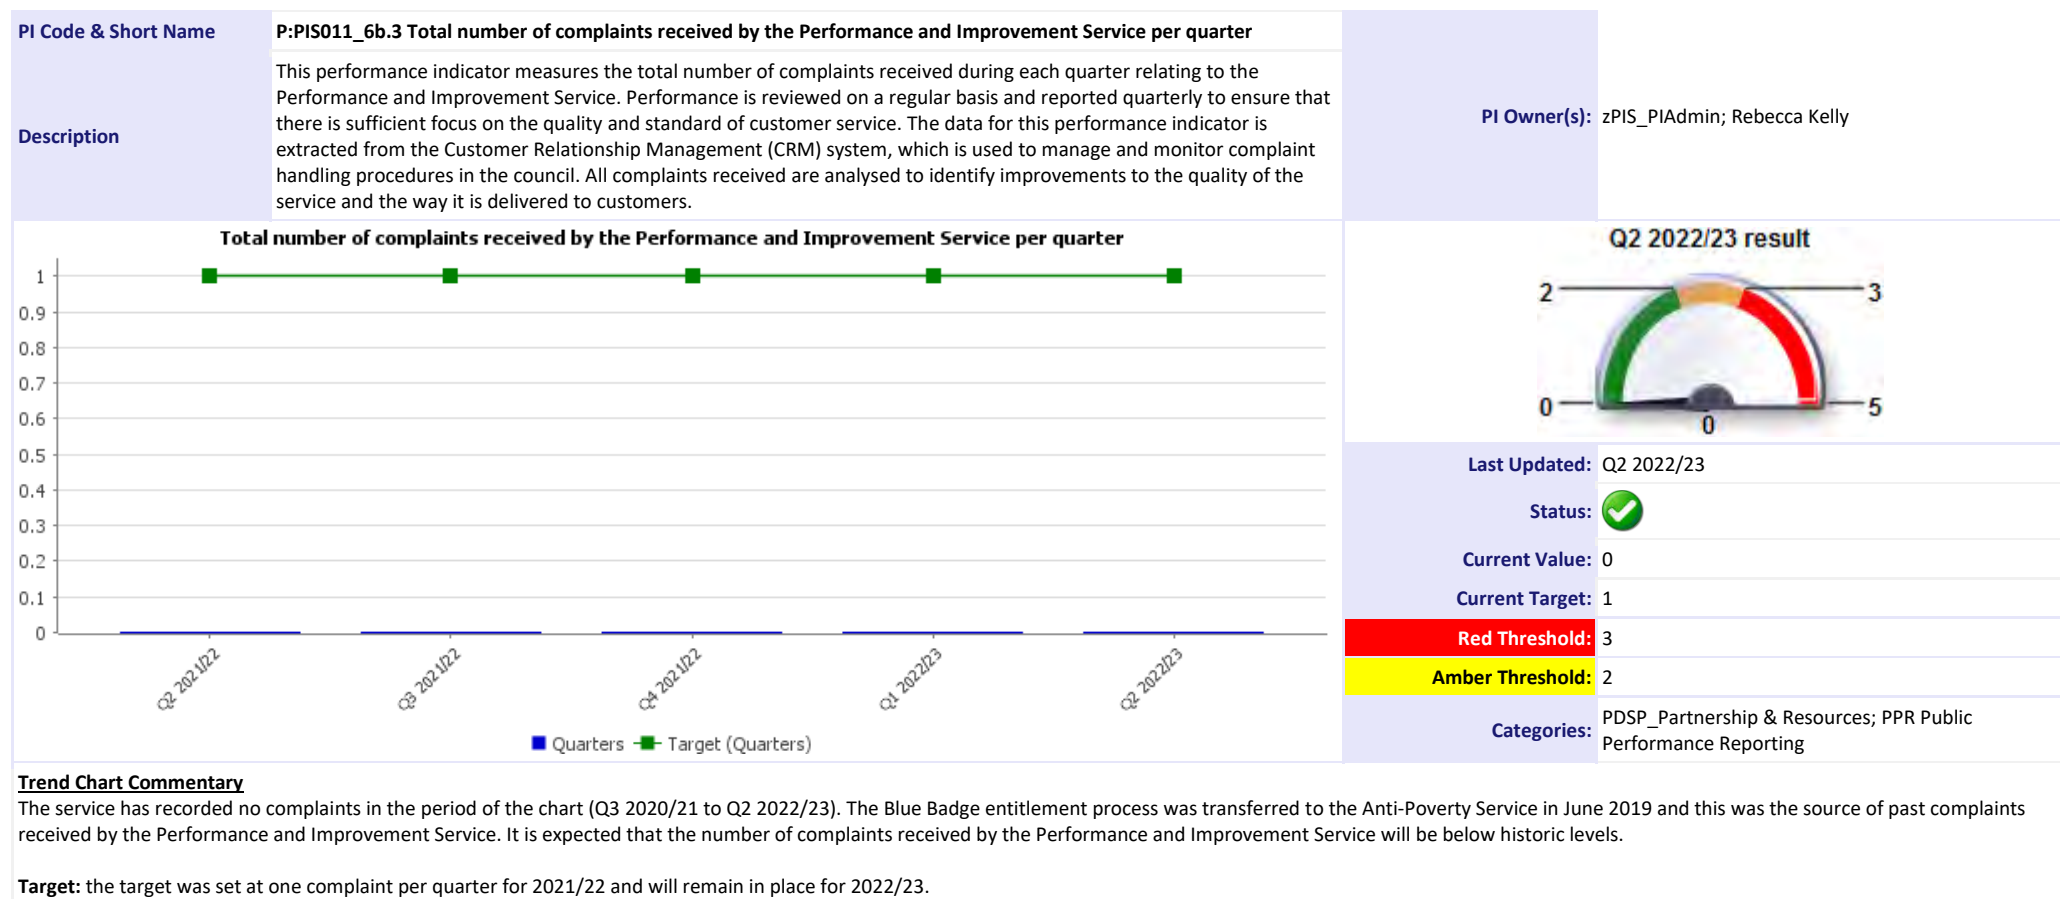 PI Code & Short Name
P:PIS011_6b.3 Total number of complaints received by the Performance and Improvement Service per quarter
Description
This performance indicator measures the total number of complaints received during each quarter relating to the
Performance and Improvement Service. Performance is reviewed on a regular basis and reported quarterly to ensure that
there is sufficient focus on the quality and standard of customer service. The data for this performance indicator is
extracted from the Customer Relationship Management (CRM) system, which is used to manage and monitor complaint
handling procedures in the council. All complaints received are analysed to identify improvements to the quality of the
service and the way it is delivered to customers.
PI Owner(s):
zPIS_PIAdmin; Rebecca Kelly
Total number of complaints received by the Performance and Improvement Service per quarter
1
0.9
0.8
0.7
0.6
0.5
0.4
0.3
0.2
0.1
0
Q2 2021/22
Q3 2021/22
Q4 2021/22
Q1 2022/23
Q2 2022/23
Quarters
Target (Quarters)
Q2 2022/23 result
2
3
0
5
0
Last Updated:
Q2 2022/23
Status:
Current Value:
0
Current Target:
1
Red Threshold:
3
Amber Threshold:
2
Categories:
PDSP_Partnership & Resources; PPR Public
Performance Reporting
Trend Chart Commentary
The service has recorded no complaints in the period of the chart (Q3 2020/21 to Q2 2022/23). The Blue Badge entitlement process was transferred to the Anti-Poverty Service in June 2019 and this was the source of past complaints
received by the Performance and Improvement Service. It is expected that the number of complaints received by the Performance and Improvement Service will be below historic levels.
Target: the target was set at one complaint per quarter for 2021/22 and will remain in place for 2022/23.